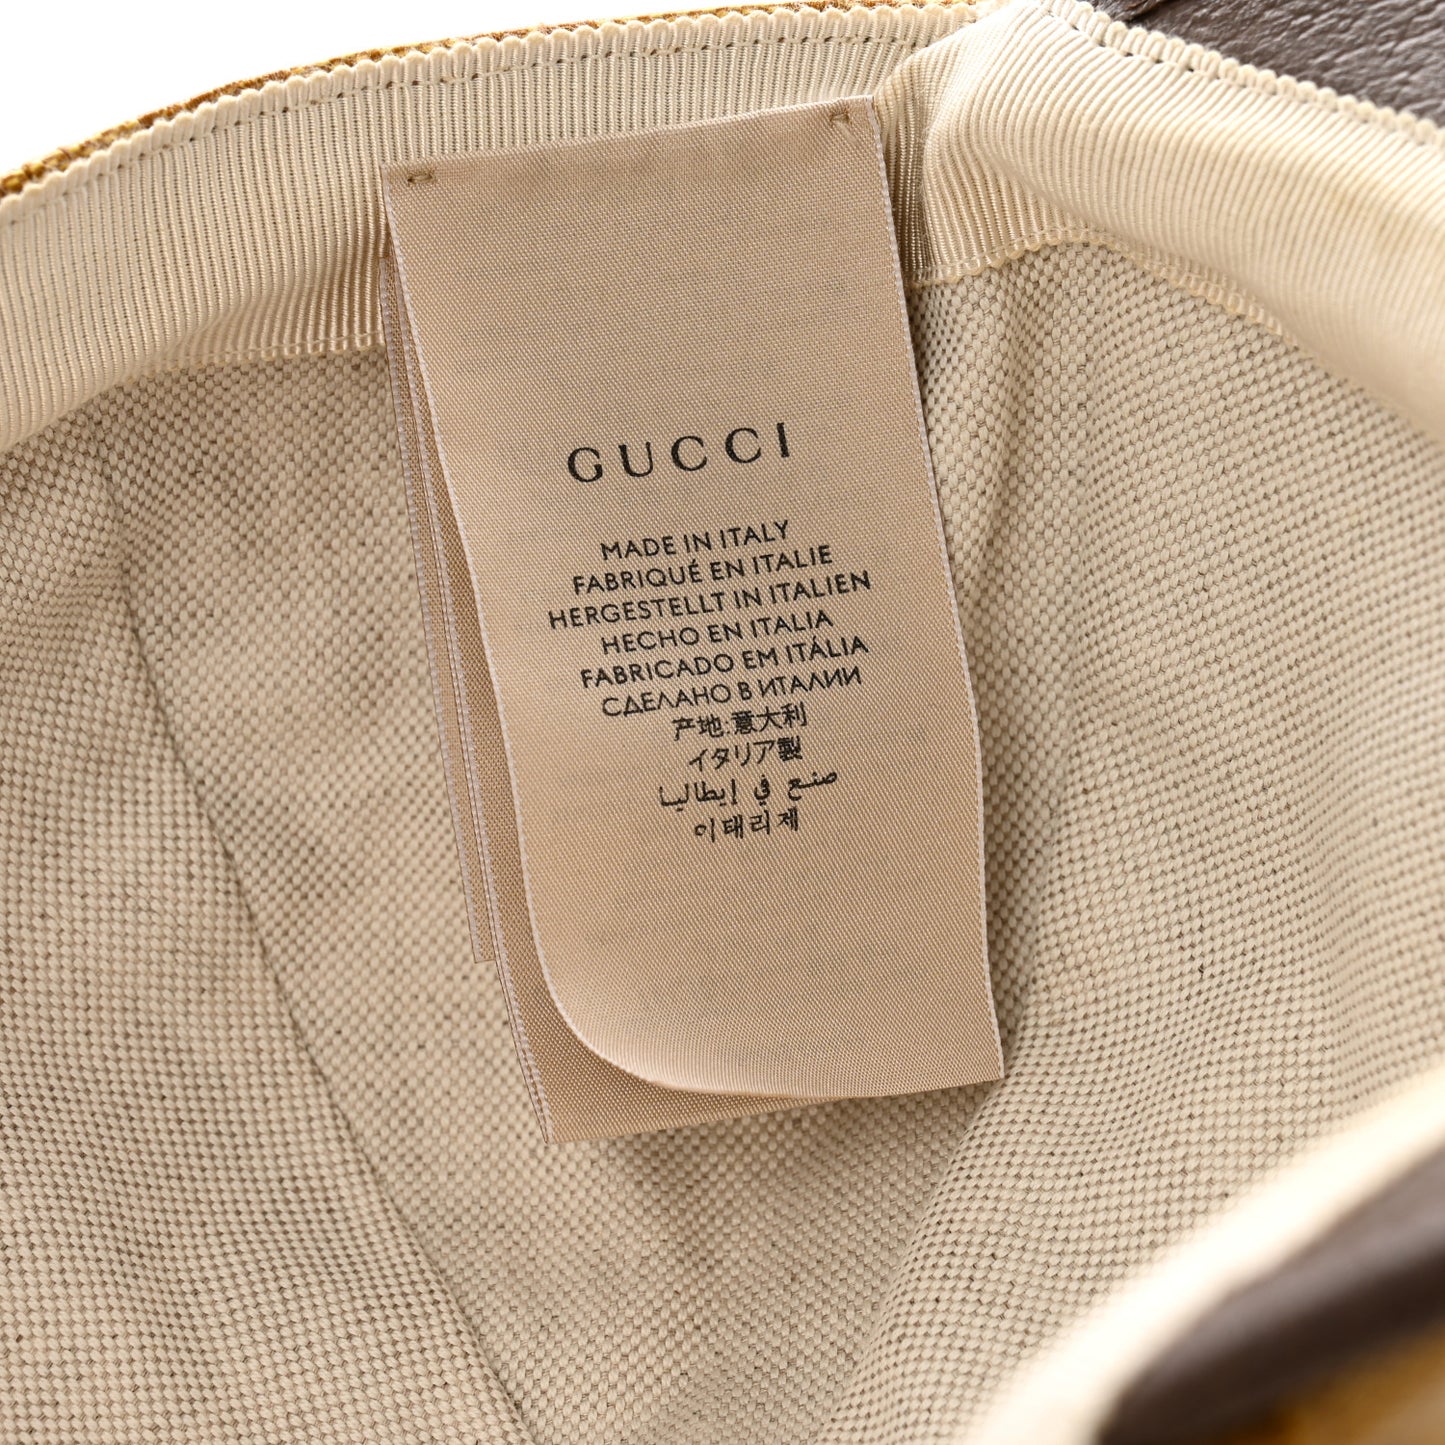 GUCCI
MADE IN ITALY
FABRIQUÉ EN ITALIE
HERGESTELLT IN ITALIEN
HECHO EN ITALIA
FABRICADO EM ITÁLIA
СДЕЛАНО В ИТАЛИИ
产地:意大利
イタリア製
صنع في إيطاليا
이태리제